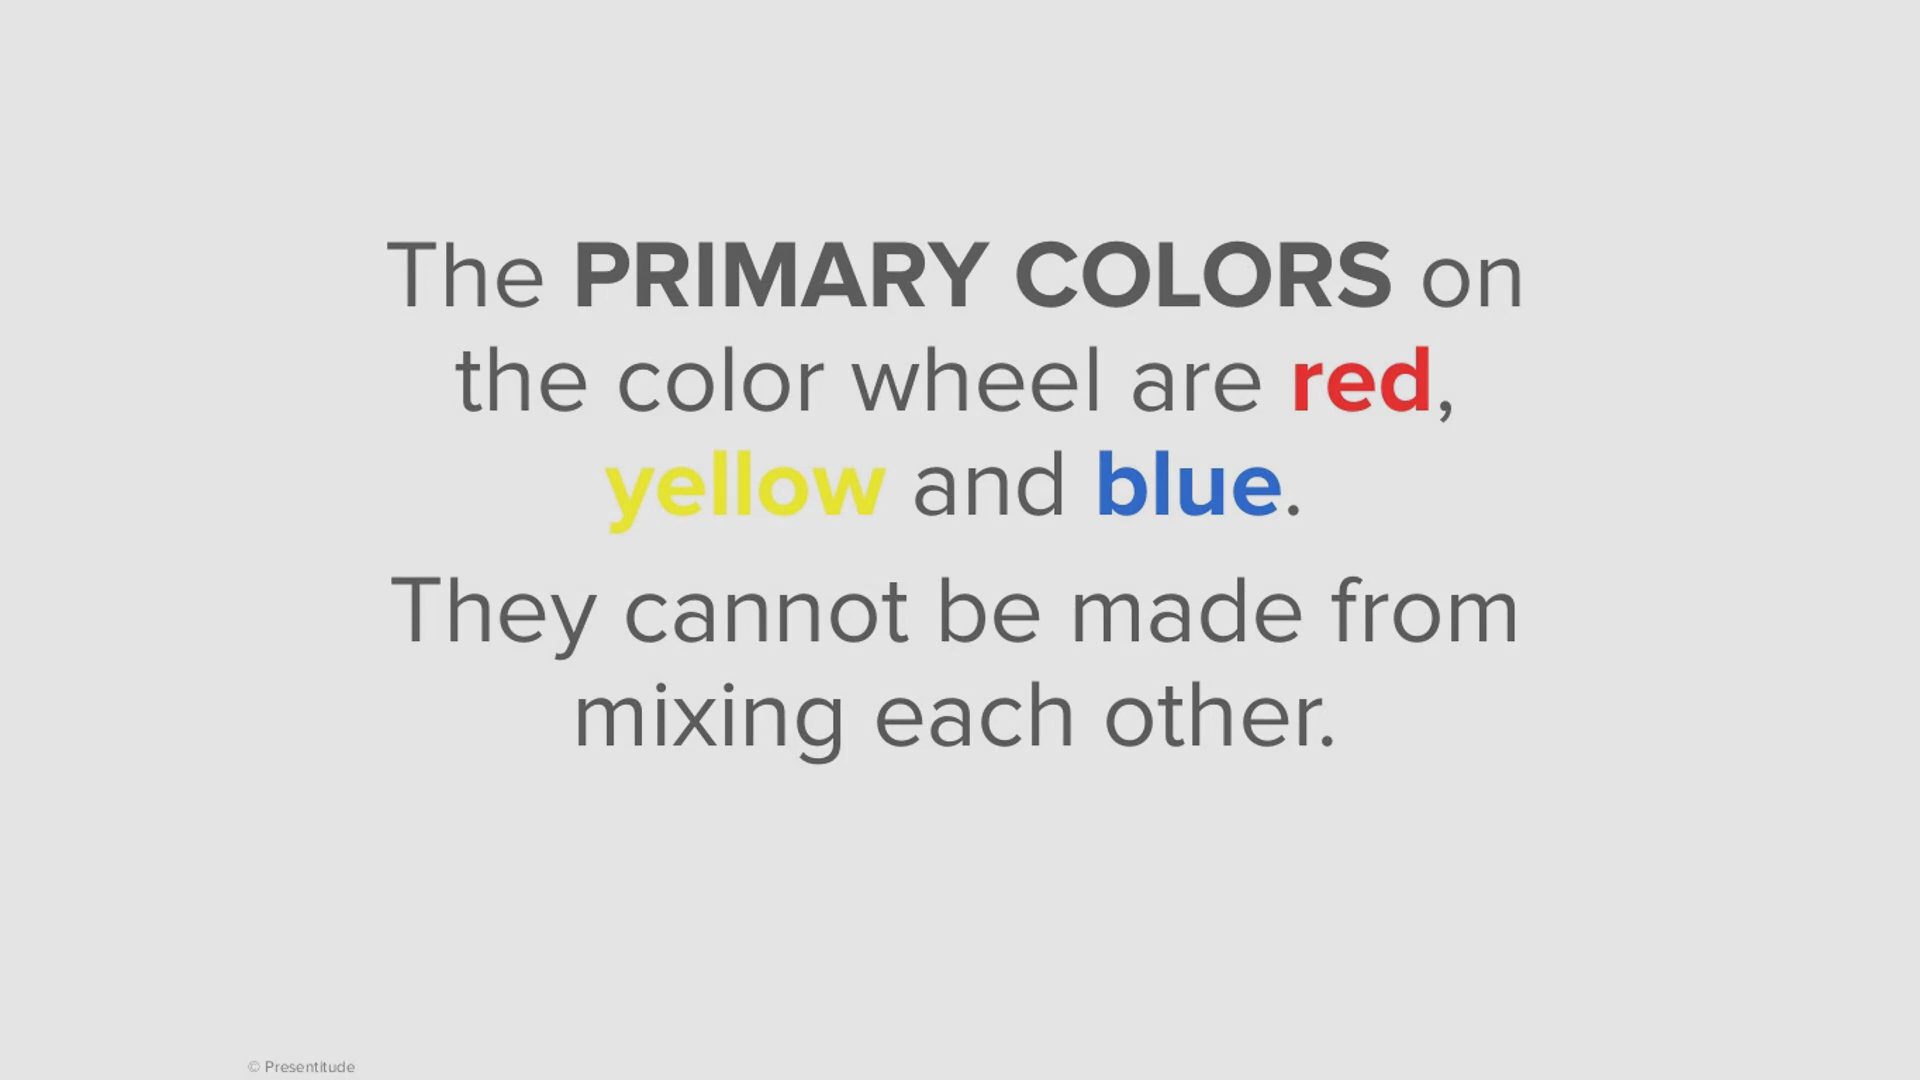 The PRIMARY COLORS on
the color wheel are red,
yellow and blue.
They cannot be made from
mixing each other.
© Presentitude